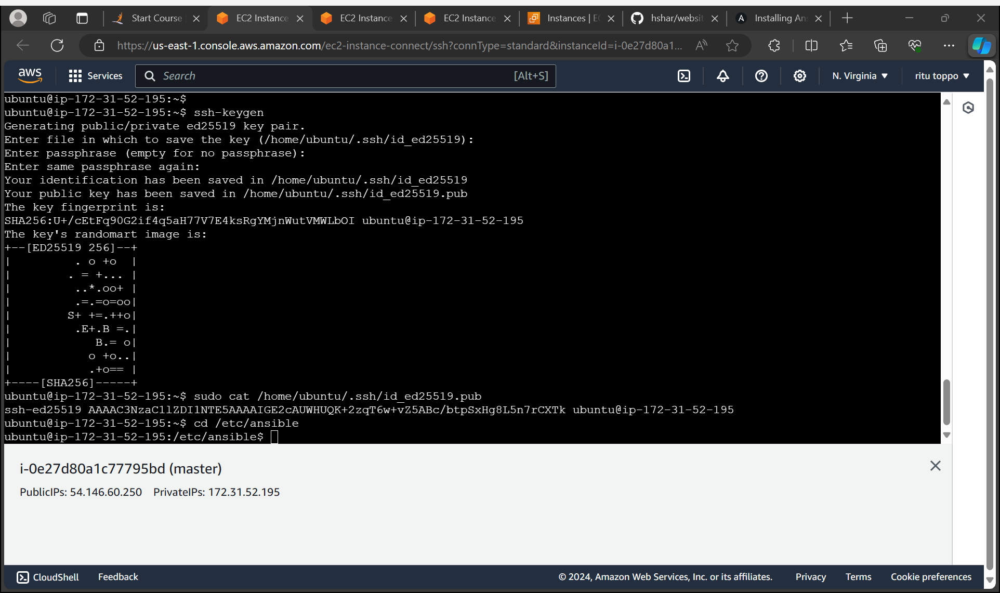 Start Course
EC2 Instance
EC2 Instance
EC2 Instance
Instances | EC
hshar/websit
Installing An
https://us-east-1.console.aws.amazon.com/ec2-instance-connect/ssh?connType=standard&instanceId=i-0e27d80a1...
aws
Services
Search
[Alt+S]
N. Virginia
ritu toppo
ubuntu@ip-172-31-52-195:~$
ubuntu@ip-172-31-52-195:~$ ssh-keygen
Generating public/private ed25519 key pair.
Enter file in which to save the key (/home/ubuntu/.ssh/id_ed25519):
Enter passphrase (empty for no passphrase):
Enter same passphrase again:
Your identification has been saved in /home/ubuntu/.ssh/id_ed25519
Your public key has been saved in /home/ubuntu/.ssh/id_ed25519.pub
The key fingerprint is:
SHA256:U+/cEtFq90G2if4q5aH77V7E4ksRgYMjnWutVMWLbOI ubuntu@ip-172-31-52-195
The key's randomart image is:
+--[ED25519 256]--+
|          . o +o  |
|         . = +... |
|          ..*.oo+ |
|          .=.=o=oo|
|         S+ +=.++o|
|          .E+.B =.|
|             B.= o|
|            o +o..|
|            .+o== |
+----[SHA256]-----+
ubuntu@ip-172-31-52-195:~$ sudo cat /home/ubuntu/.ssh/id_ed25519.pub
ssh-ed25519 AAAAC3NzaC1lZDI1NTE5AAAAIGE2cAUWHUQK+2zqT6w+vZ5ABc/btpSxHg8L5n7rCXTk ubuntu@ip-172-31-52-195
ubuntu@ip-172-31-52-195:~$ cd /etc/ansible
ubuntu@ip-172-31-52-195:/etc/ansible$
i-0e27d80a1c77795bd (master)
PublicIPs: 54.146.60.250 PrivateIPs: 172.31.52.195
CloudShell
Feedback
© 2024, Amazon Web Services, Inc. or its affiliates.
Privacy
Terms
Cookie preferences